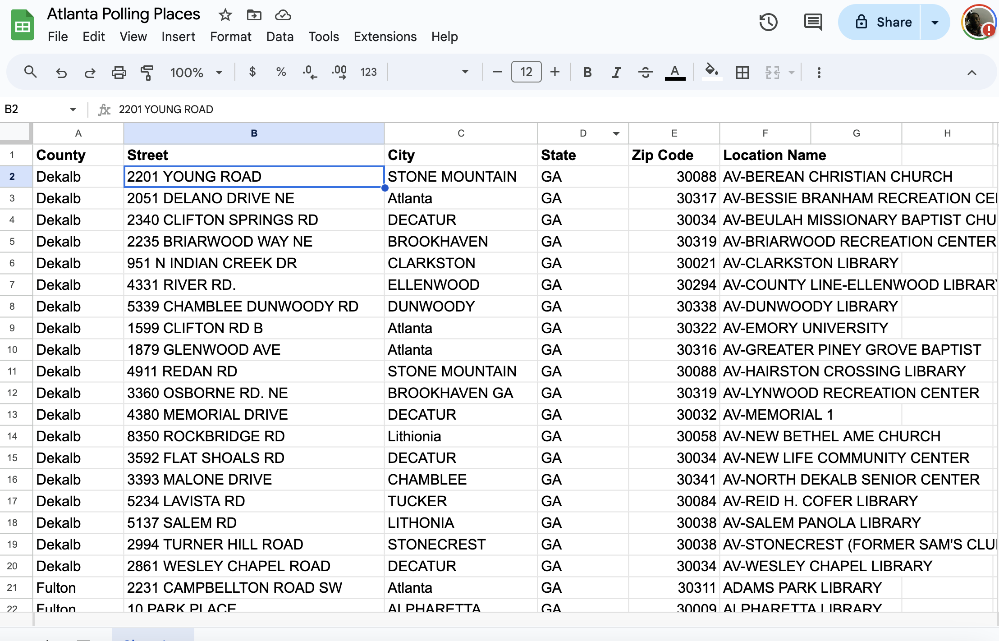 Atlanta Polling Places
File Edit View Insert Format Data Tools Extensions Help
Share
100% $ % .0 .00 123 12 B I A
B2 fx 2201 YOUNG ROAD
A B C D E F G H
1 County Street City State Zip Code Location Name
2 Dekalb 2201 YOUNG ROAD STONE MOUNTAIN GA 30088 AV-BEREAN CHRISTIAN CHURCH
3 Dekalb 2051 DELANO DRIVE NE Atlanta GA 30317 AV-BESSIE BRANHAM RECREATION
4 Dekalb 2340 CLIFTON SPRINGS RD DECATUR GA 30034 AV-BEULAH MISSIONARY BAPTIST CHU
5 Dekalb 2235 BRIARWOOD WAY NE BROOKHAVEN GA 30319 AV-BRIARWOOD RECREATION CENTER
6 Dekalb 951 N INDIAN CREEK DR CLARKSTON GA 30021 AV-CLARKSTON LIBRARY
7 Dekalb 4331 RIVER RD. ELLENWOOD GA 30294 AV-COUNTY LINE-ELLENWOOD LIBRARY
8 Dekalb 5339 CHAMBLEE DUNWOODY RD DUNWOODY GA 30338 AV-DUNWOODY LIBRARY
9 Dekalb 1599 CLIFTON RD B Atlanta GA 30322 AV-EMORY UNIVERSITY
10 Dekalb 1879 GLENWOOD AVE Atlanta GA 30316 AV-GREATER PINEY GROVE BAPTIST
11 Dekalb 4911 REDAN RD STONE MOUNTAIN GA 30088 AV-HAIRSTON CROSSING LIBRARY
12 Dekalb 3360 OSBORNE RD. NE BROOKHAVEN GA GA 30319 AV-LYNWOOD RECREATION CENTER
13 Dekalb 4380 MEMORIAL DRIVE DECATUR GA 30032 AV-MEMORIAL 1
14 Dekalb 8350 ROCKBRIDGE RD Lithionia GA 30058 AV-NEW BETHEL AME CHURCH
15 Dekalb 3592 FLAT SHOALS RD DECATUR GA 30034 AV-NEW LIFE COMMUNITY CENTER
16 Dekalb 3393 MALONE DRIVE CHAMBLEE GA 30341 AV-NORTH DEKALB SENIOR CENTER
17 Dekalb 5234 LAVISTA RD TUCKER GA 30084 AV-REID H. COFER LIBRARY
18 Dekalb 5137 SALEM RD LITHONIA GA 30038 AV-SALEM PANOLA LIBRARY
19 Dekalb 2994 TURNER HILL ROAD STONECREST GA 30038 AV-STONECREST (FORMER SAM'S CLU
20 Dekalb 2861 WESLEY CHAPEL ROAD DECATUR GA 30034 AV-WESLEY CHAPEL LIBRARY
21 Fulton 2231 CAMPBELLTON ROAD SW Atlanta GA 30311 ADAMS PARK LIBRARY
22 Fulton 10 PARK PLACE ALPHARETTA GA 30009 ALPHARETTA LIBRARY